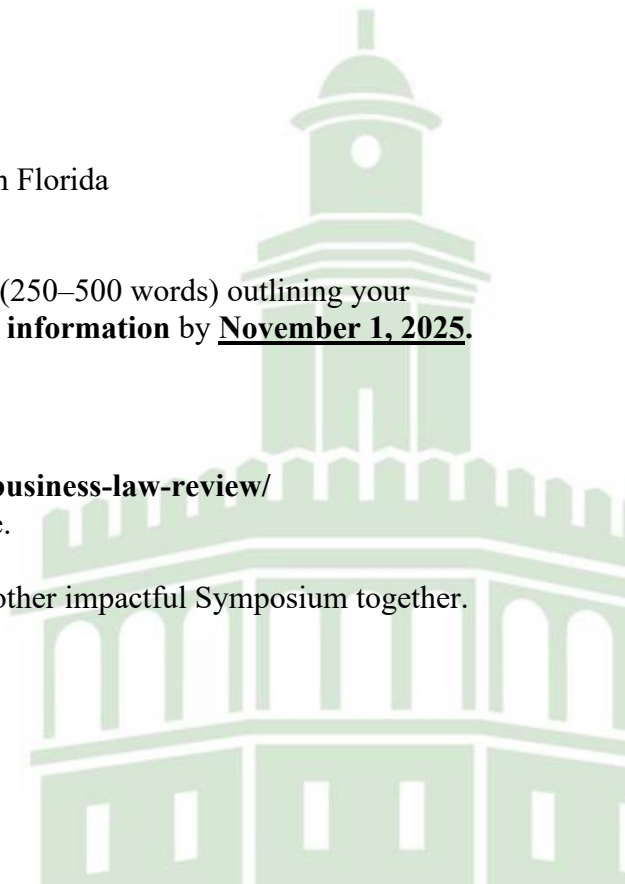 n Florida
(250–500 words) outlining your
information by November 1, 2025.
business-law-review/
e.
other impactful Symposium together.